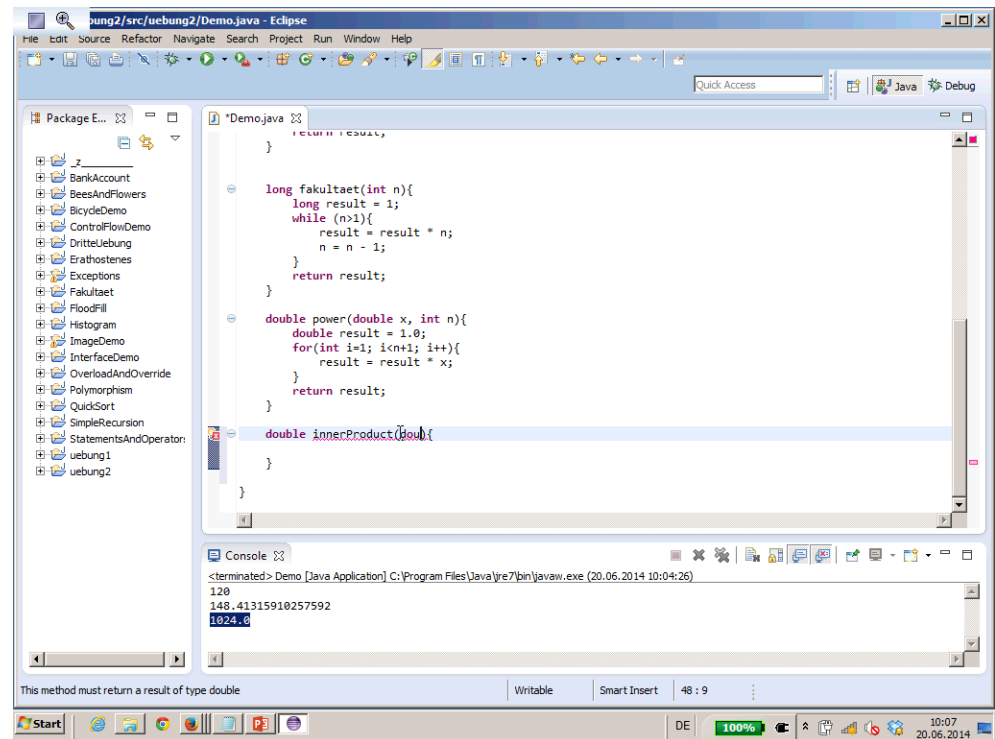 bung2/src/uebung2/Demo.java - Eclipse
File Edit Source Refactor Navigate Search Project Run Window Help
Quick Access
Java
Debug
Package E...
_z_________
BankAccount
BeesAndFlowers
BicycleDemo
ControlFlowDemo
DritteUebung
Erathostenes
Exceptions
Fakultaet
FloodFill
Histogram
ImageDemo
InterfaceDemo
OverloadAndOverride
Polymorphism
QuickSort
SimpleRecursion
StatementsAndOperator
uebung1
uebung2
*Demo.java
return result;
}
long fakultaet(int n){
long result = 1;
while (n>1){
result = result * n;
n = n - 1;
}
return result;
}
double power(double x, int n){
double result = 1.0;
for(int i=1; i<n+1; i++){
result = result * x;
}
return result;
}
double innerProduct(dou){
}
}
Console
<terminated> Demo [Java Application] C:\Program Files\Java\jre7\bin\javaw.exe (20.06.2014 10:04:26)
120
148.41315910257592
1024.0
This method must return a result of type double
Writable
Smart Insert
48 : 9
Start
DE
100%
10:07
20.06.2014